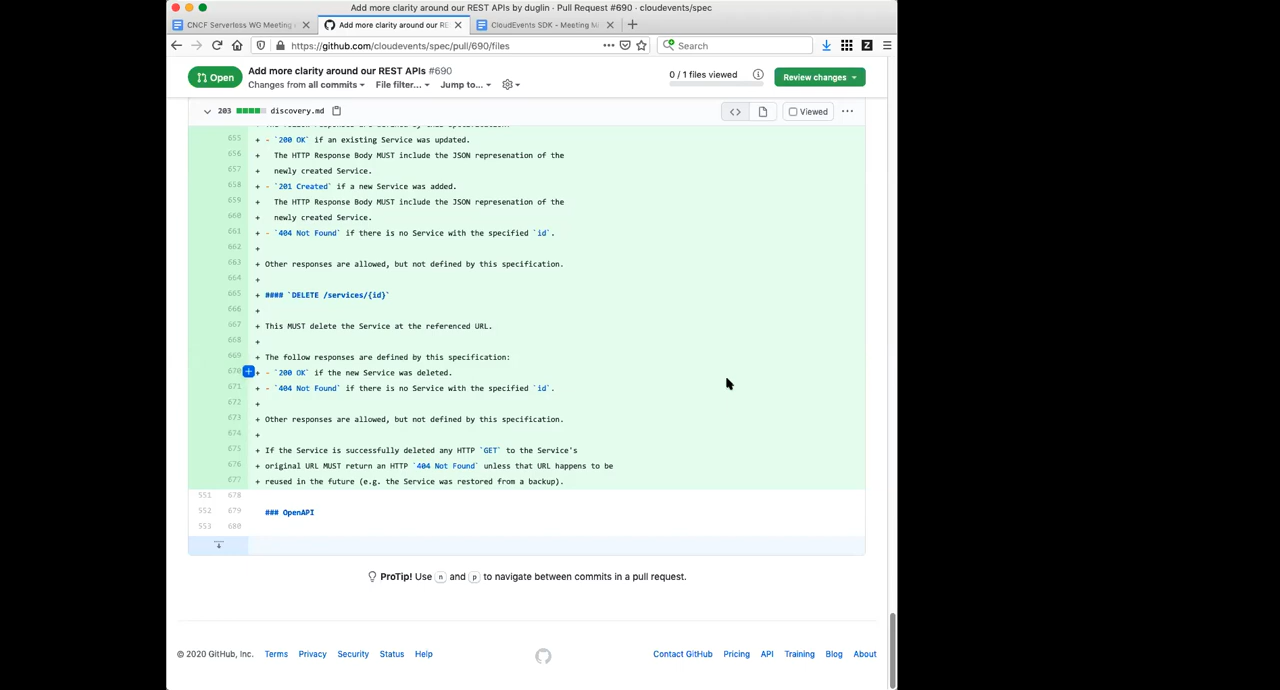 Add more clarity around our REST APIs by duglin · Pull Request #690 · cloudevents/spec
CNCF Serverless WG Meeting
Add more clarity around our RE
CloudEvents SDK - Meeting
https://github.com/cloudevents/spec/pull/690/files
Search
Open
Add more clarity around our REST APIs #690
Changes from all commits
File filter...
Jump to...
0 / 1 files viewed
Review changes
203
discovery.md
Viewed
655 + - `200 OK` if an existing Service was updated.
656 + The HTTP Response Body MUST include the JSON represenation of the
657 + newly created Service.
658 + - `201 Created` if a new Service was added.
659 + The HTTP Response Body MUST include the JSON represenation of the
660 + newly created Service.
661 + - `404 Not Found` if there is no Service with the specified `id`.
662 +
663 + Other responses are allowed, but not defined by this specification.
664 +
665 + #### `DELETE /services/{id}`
666 +
667 + This MUST delete the Service at the referenced URL.
668 +
669 + The follow responses are defined by this specification:
670 + - `200 OK` if the new Service was deleted.
671 + - `404 Not Found` if there is no Service with the specified `id`.
672 +
673 + Other responses are allowed, but not defined by this specification.
674 +
675 + If the Service is successfully deleted any HTTP `GET` to the Service's
676 + original URL MUST return an HTTP `404 Not Found` unless that URL happens to be
677 + reused in the future (e.g. the Service was restored from a backup).
551 678
552 679 ### OpenAPI
553 680
ProTip! Use n and p to navigate between commits in a pull request.
© 2020 GitHub, Inc.
Terms
Privacy
Security
Status
Help
Contact GitHub
Pricing
API
Training
Blog
About